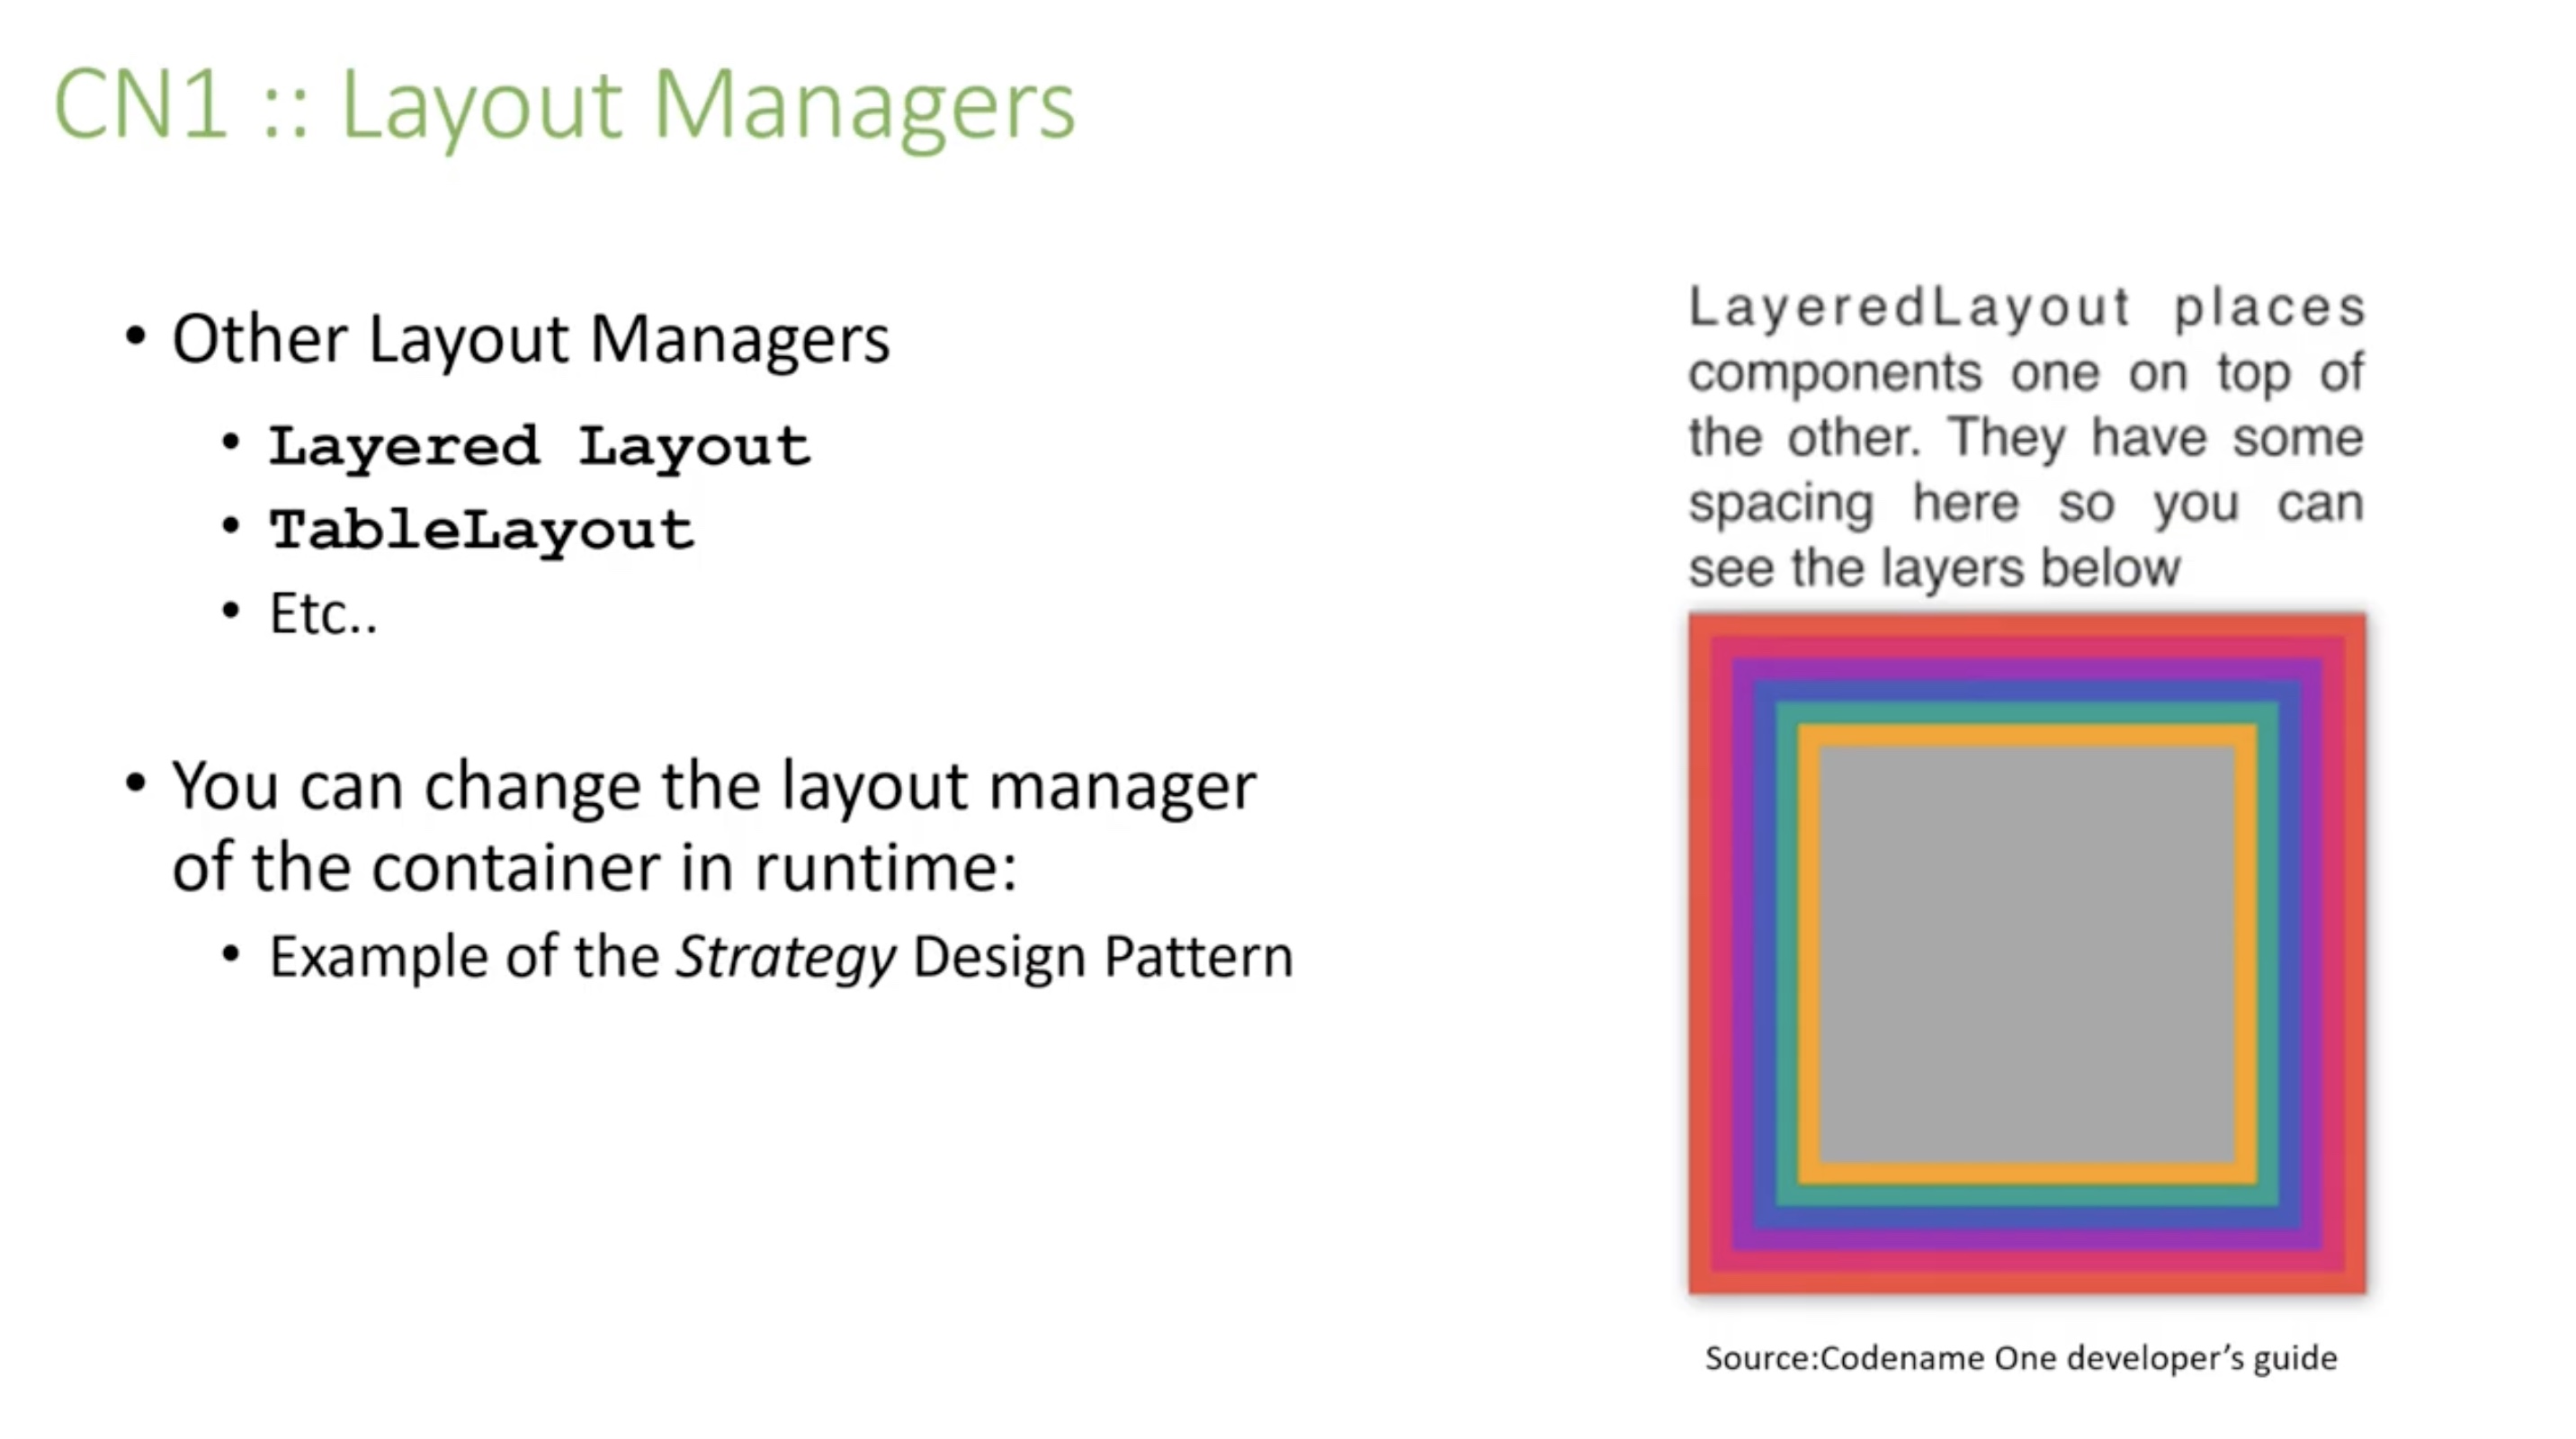 CN1 :: Layout Managers
• Other Layout Managers
• Layered Layout
• TableLayout
• Etc..
• You can change the layout manager
of the container in runtime:
• Example of the Strategy Design Pattern
LayeredLayout places
components one on top of
the other. They have some
spacing here so you can
see the layers below
Source:Codename One developer’s guide